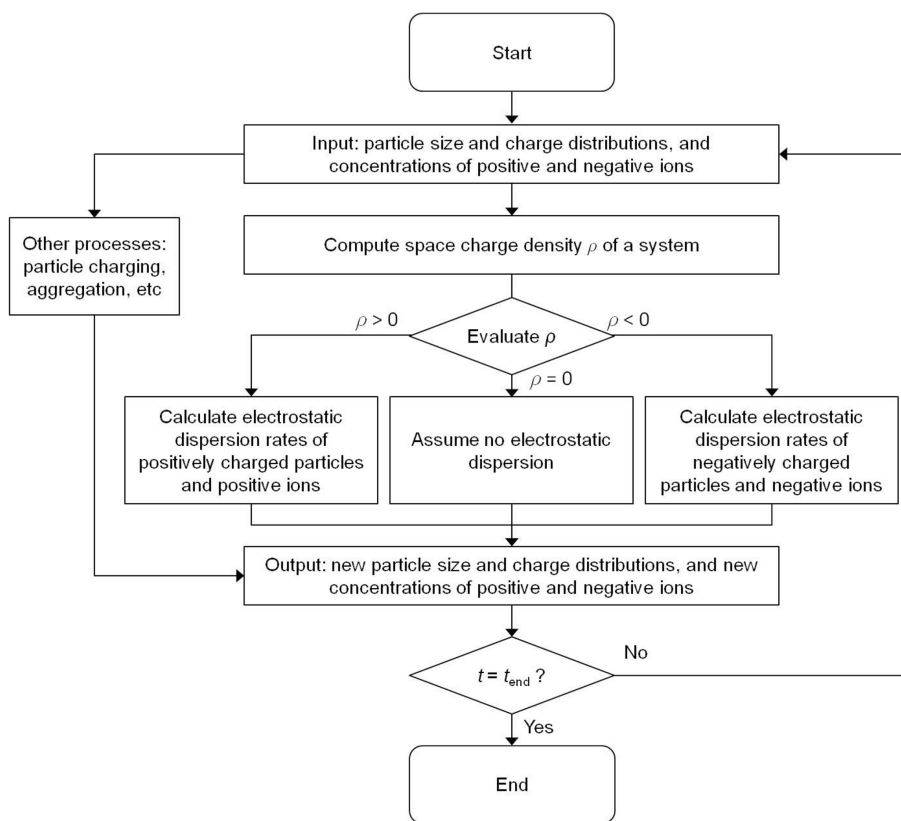 Start
Input: particle size and charge distributions, and
concentrations of positive and negative ions
Other processes:
particle charging,
aggregation, etc
Compute space charge density ρ of a system
ρ > 0
Evaluate ρ
ρ < 0
ρ = 0
Calculate electrostatic
dispersion rates of
positively charged particles
and positive ions
Assume no electrostatic
dispersion
Calculate electrostatic
dispersion rates of
negatively charged
particles and negative ions
Output: new particle size and charge distributions, and new
concentrations of positive and negative ions
t = tend ?
No
Yes
End